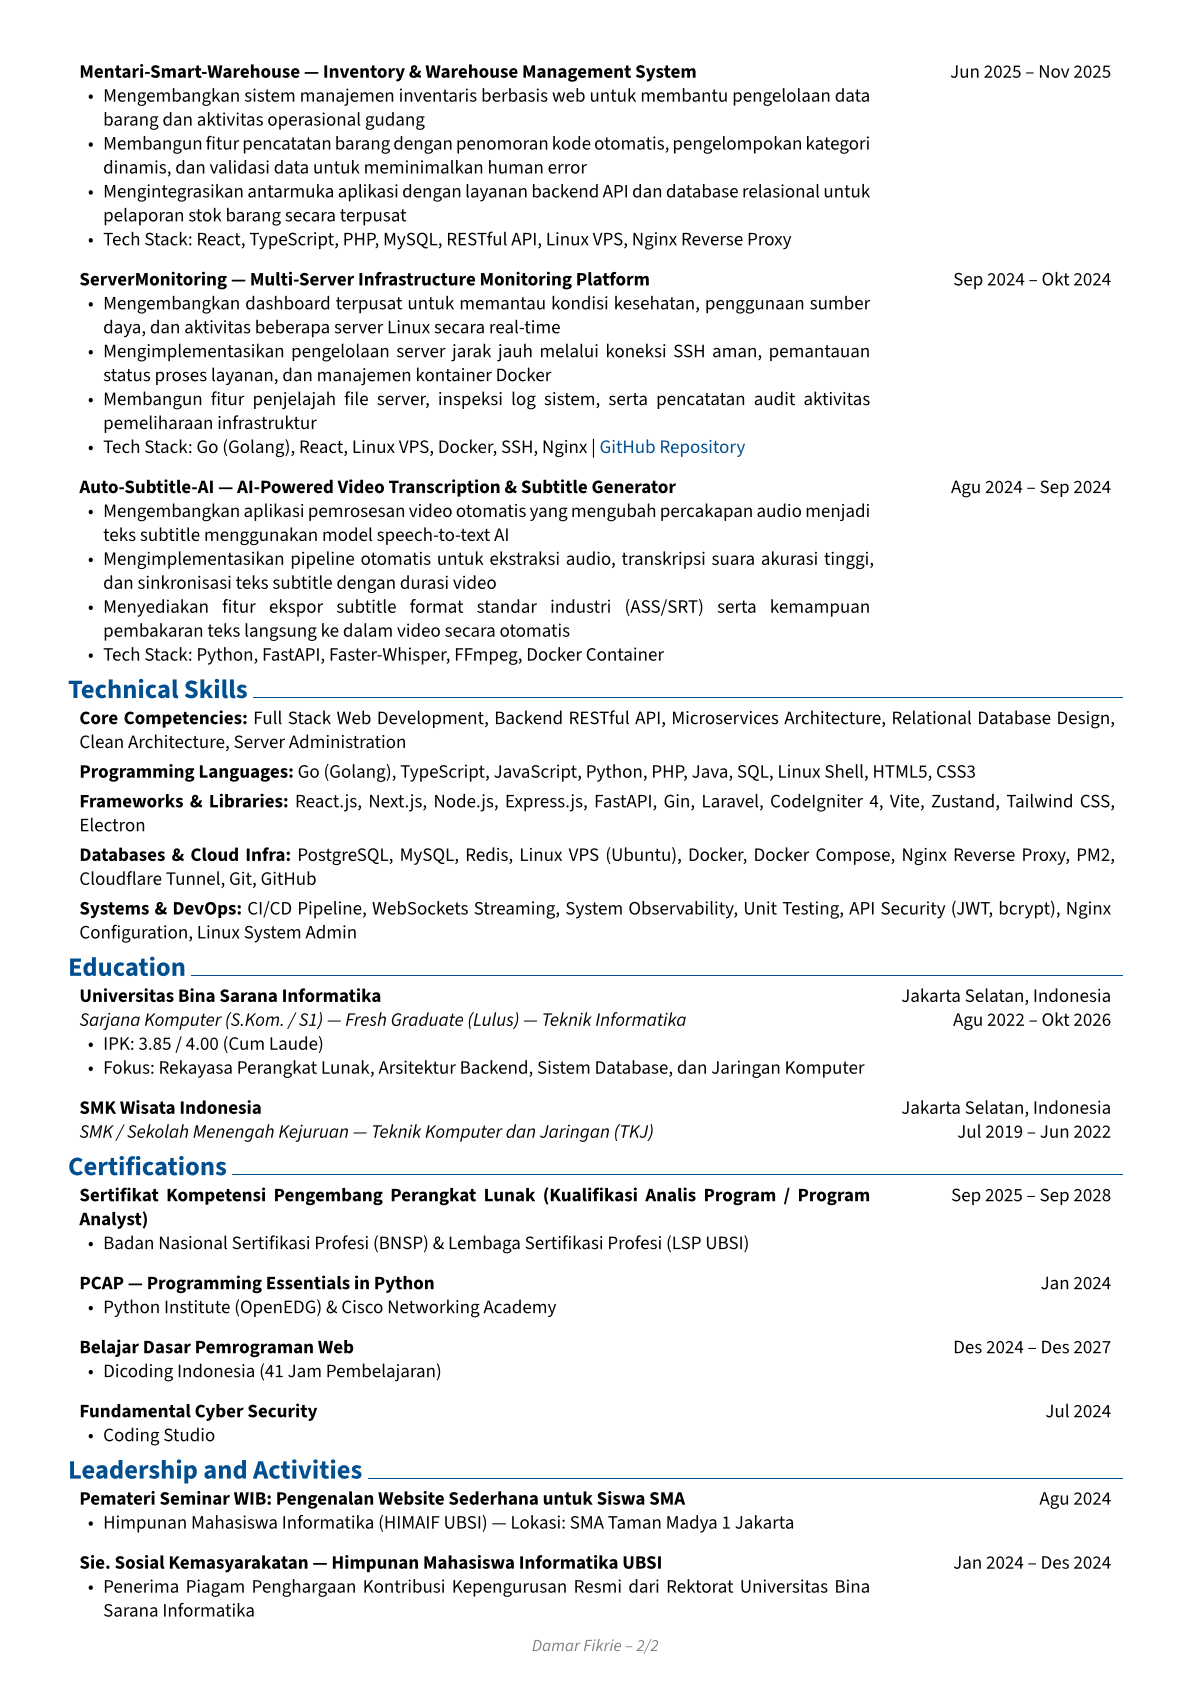 Mentari-Smart-Warehouse — Inventory & Warehouse Management System Jun 2025 – Nov 2025
• Mengembangkan sistem manajemen inventaris berbasis web untuk membantu pengelolaan data
barang dan aktivitas operasional gudang
• Membangun fitur pencatatan barang dengan penomoran kode otomatis, pengelompokan kategori
dinamis, dan validasi data untuk meminimalkan human error
• Mengintegrasikan antarmuka aplikasi dengan layanan backend API dan database relasional untuk
pelaporan stok barang secara terpusat
• Tech Stack: React, TypeScript, PHP, MySQL, RESTful API, Linux VPS, Nginx Reverse Proxy
ServerMonitoring — Multi-Server Infrastructure Monitoring Platform Sep 2024 – Okt 2024
• Mengembangkan dashboard terpusat untuk memantau kondisi kesehatan, penggunaan sumber
daya, dan aktivitas beberapa server Linux secara real-time
• Mengimplementasikan pengelolaan server jarak jauh melalui koneksi SSH aman, pemantauan
status proses layanan, dan manajemen kontainer Docker
• Membangun fitur penjelajah file server, inspeksi log sistem, serta pencatatan audit aktivitas
pemeliharaan infrastruktur
• Tech Stack: Go (Golang), React, Linux VPS, Docker, SSH, Nginx | GitHub Repository
Auto-Subtitle-AI — AI-Powered Video Transcription & Subtitle Generator Agu 2024 – Sep 2024
• Mengembangkan aplikasi pemrosesan video otomatis yang mengubah percakapan audio menjadi
teks subtitle menggunakan model speech-to-text AI
• Mengimplementasikan pipeline otomatis untuk ekstraksi audio, transkripsi suara akurasi tinggi,
dan sinkronisasi teks subtitle dengan durasi video
• Menyediakan fitur ekspor subtitle format standar industri (ASS/SRT) serta kemampuan
pembakaran teks langsung ke dalam video secara otomatis
• Tech Stack: Python, FastAPI, Faster-Whisper, FFmpeg, Docker Container
Technical Skills
Core Competencies: Full Stack Web Development, Backend RESTful API, Microservices Architecture, Relational Database Design,
Clean Architecture, Server Administration
Programming Languages: Go (Golang), TypeScript, JavaScript, Python, PHP, Java, SQL, Linux Shell, HTML5, CSS3
Frameworks & Libraries: React.js, Next.js, Node.js, Express.js, FastAPI, Gin, Laravel, CodeIgniter 4, Vite, Zustand, Tailwind CSS,
Electron
Databases & Cloud Infra: PostgreSQL, MySQL, Redis, Linux VPS (Ubuntu), Docker, Docker Compose, Nginx Reverse Proxy, PM2,
Cloudflare Tunnel, Git, GitHub
Systems & DevOps: CI/CD Pipeline, WebSockets Streaming, System Observability, Unit Testing, API Security (JWT, bcrypt), Nginx
Configuration, Linux System Admin
Education
Universitas Bina Sarana Informatika Jakarta Selatan, Indonesia
Sarjana Komputer (S.Kom. / S1) — Fresh Graduate (Lulus) — Teknik Informatika Agu 2022 – Okt 2026
• IPK: 3.85 / 4.00 (Cum Laude)
• Fokus: Rekayasa Perangkat Lunak, Arsitektur Backend, Sistem Database, dan Jaringan Komputer
SMK Wisata Indonesia Jakarta Selatan, Indonesia
SMK / Sekolah Menengah Kejuruan — Teknik Komputer dan Jaringan (TKJ) Jul 2019 – Jun 2022
Certifications
Sertifikat Kompetensi Pengembang Perangkat Lunak (Kualifikasi Analis Program / Program Sep 2025 – Sep 2028
Analyst)
• Badan Nasional Sertifikasi Profesi (BNSP) & Lembaga Sertifikasi Profesi (LSP UBSI)
PCAP — Programming Essentials in Python Jan 2024
• Python Institute (OpenEDG) & Cisco Networking Academy
Belajar Dasar Pemrograman Web Des 2024 – Des 2027
• Dicoding Indonesia (41 Jam Pembelajaran)
Fundamental Cyber Security Jul 2024
• Coding Studio
Leadership and Activities
Pemateri Seminar WIB: Pengenalan Website Sederhana untuk Siswa SMA Agu 2024
• Himpunan Mahasiswa Informatika (HIMAIF UBSI) — Lokasi: SMA Taman Madya 1 Jakarta
Sie. Sosial Kemasyarakatan — Himpunan Mahasiswa Informatika UBSI Jan 2024 – Des 2024
• Penerima Piagam Penghargaan Kontribusi Kepengurusan Resmi dari Rektorat Universitas Bina
Sarana Informatika
Damar Fikrie – 2/2